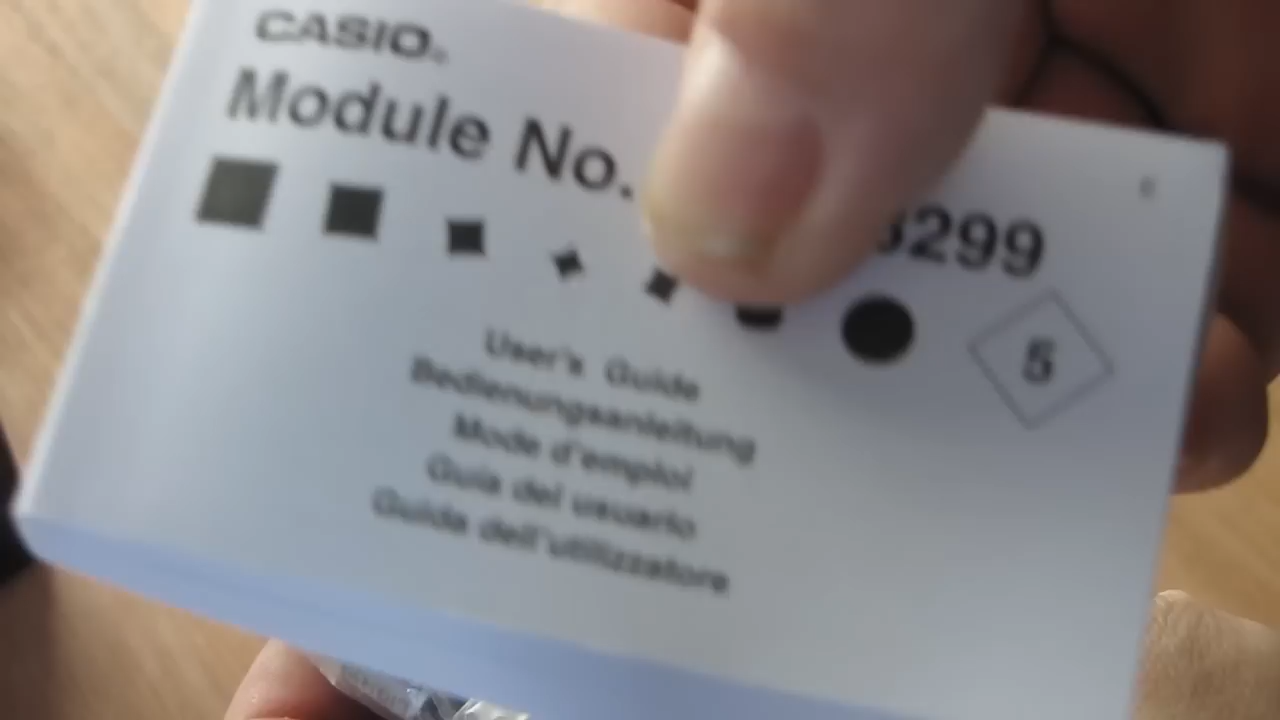 CASIO
Module No.
299
5
User's Guide
Bedienungsanleitung
Mode d'emploi
Guía del usuario
Guida dell'utilizzatore